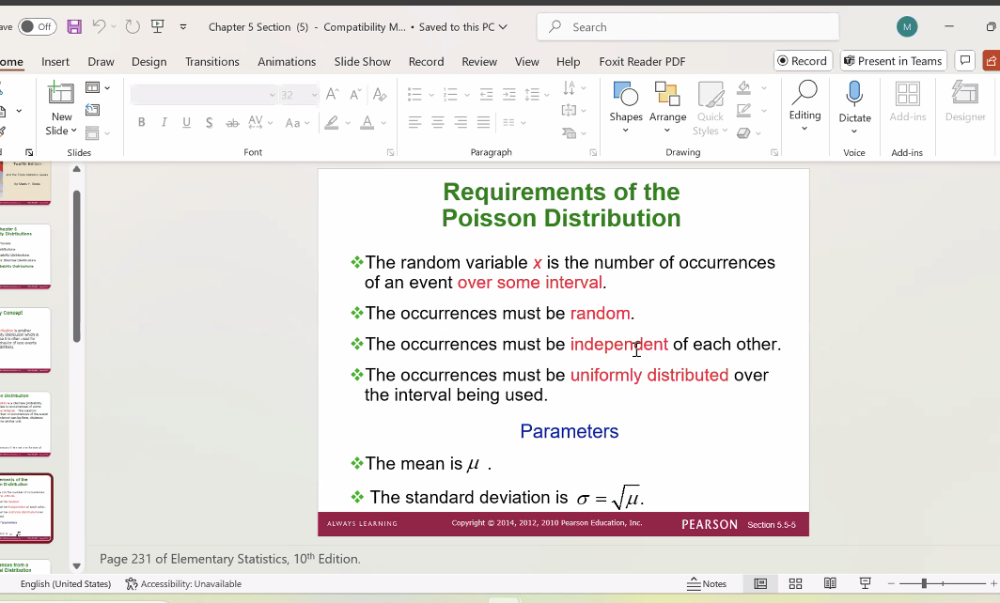 ave Off Chapter 5 Section (5) - Compatibility M... • Saved to this PC Search M
ome Insert Draw Design Transitions Animations Slide Show Record Review View Help Foxit Reader PDF Record Present in Teams
32
New
Slide
B I U S ab AV Aa A
Shapes Arrange Quick
Styles
Editing Dictate Add-ins Designer
Slides Font Paragraph Drawing Voice Add-ins
Requirements of the
Poisson Distribution
The random variable x is the number of occurrences
of an event over some interval.
The occurrences must be random.
The occurrences must be independent of each other.
The occurrences must be uniformly distributed over
the interval being used.
Parameters
The mean is μ .
The standard deviation is σ = √μ.
ALWAYS LEARNING Copyright © 2014, 2012, 2010 Pearson Education, Inc. PEARSON Section 5.5-5
Page 231 of Elementary Statistics, 10th Edition.
English (United States) Accessibility: Unavailable Notes